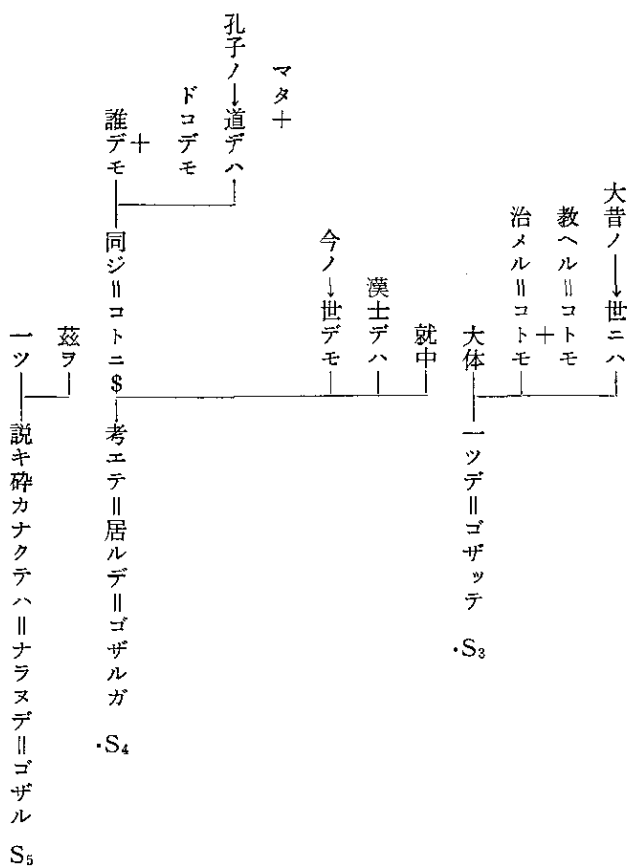 大昔ノ→世ニハ
教ヘル＝コトモ
＋
治メル＝コトモ
大体 一ツデ＝ゴザッテ ・S₃
就中
漢士デハ
今ノ→世デモ
マタ＋
孔子ノ→道デハ
ドコデモ
＋
誰デモ
同ジ＝コトニ$→考エテ＝居ルデ＝ゴザルガ ・S₄
茲ヲ
一ツ 説キ砕カナクテハ＝ナラヌデ＝ゴザル S₅